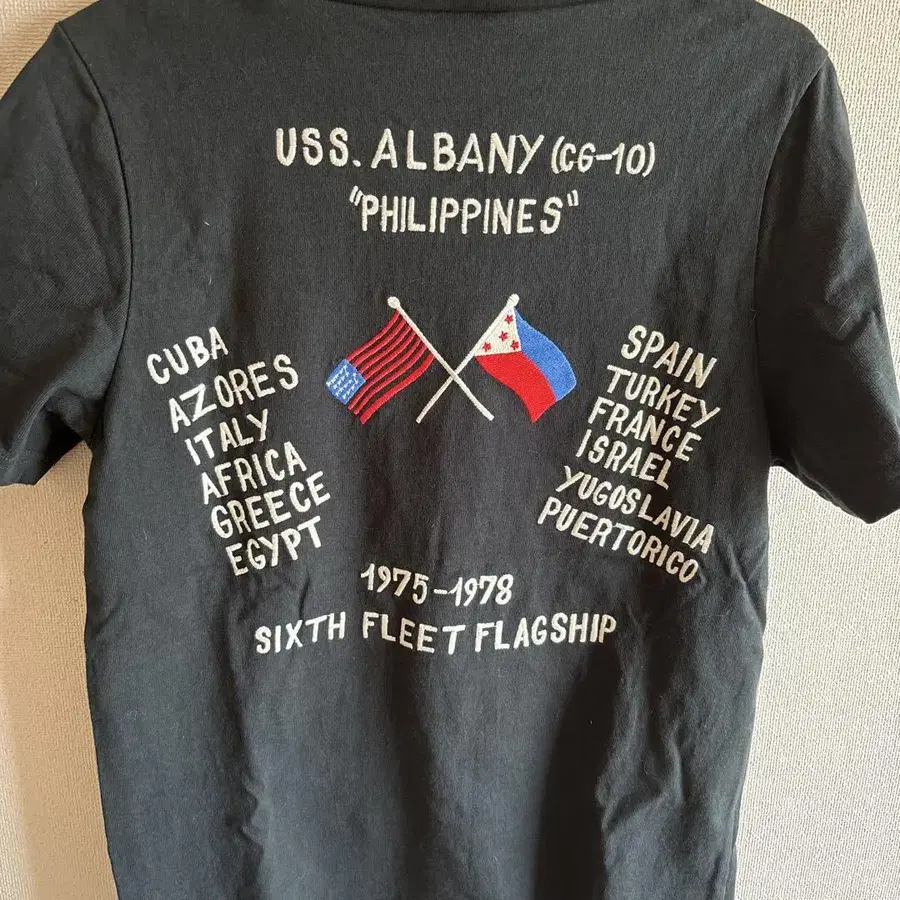 USS. ALBANY (CG-10)
"PHILIPPINES"
CUBA
AZORES
ITALY
AFRICA
GREECE
EGYPT
SPAIN
TURKEY
FRANCE
ISRAEL
YUGOSLAVIA
PUERTORICO
1975-1978
SIXTH FLEET FLAGSHIP